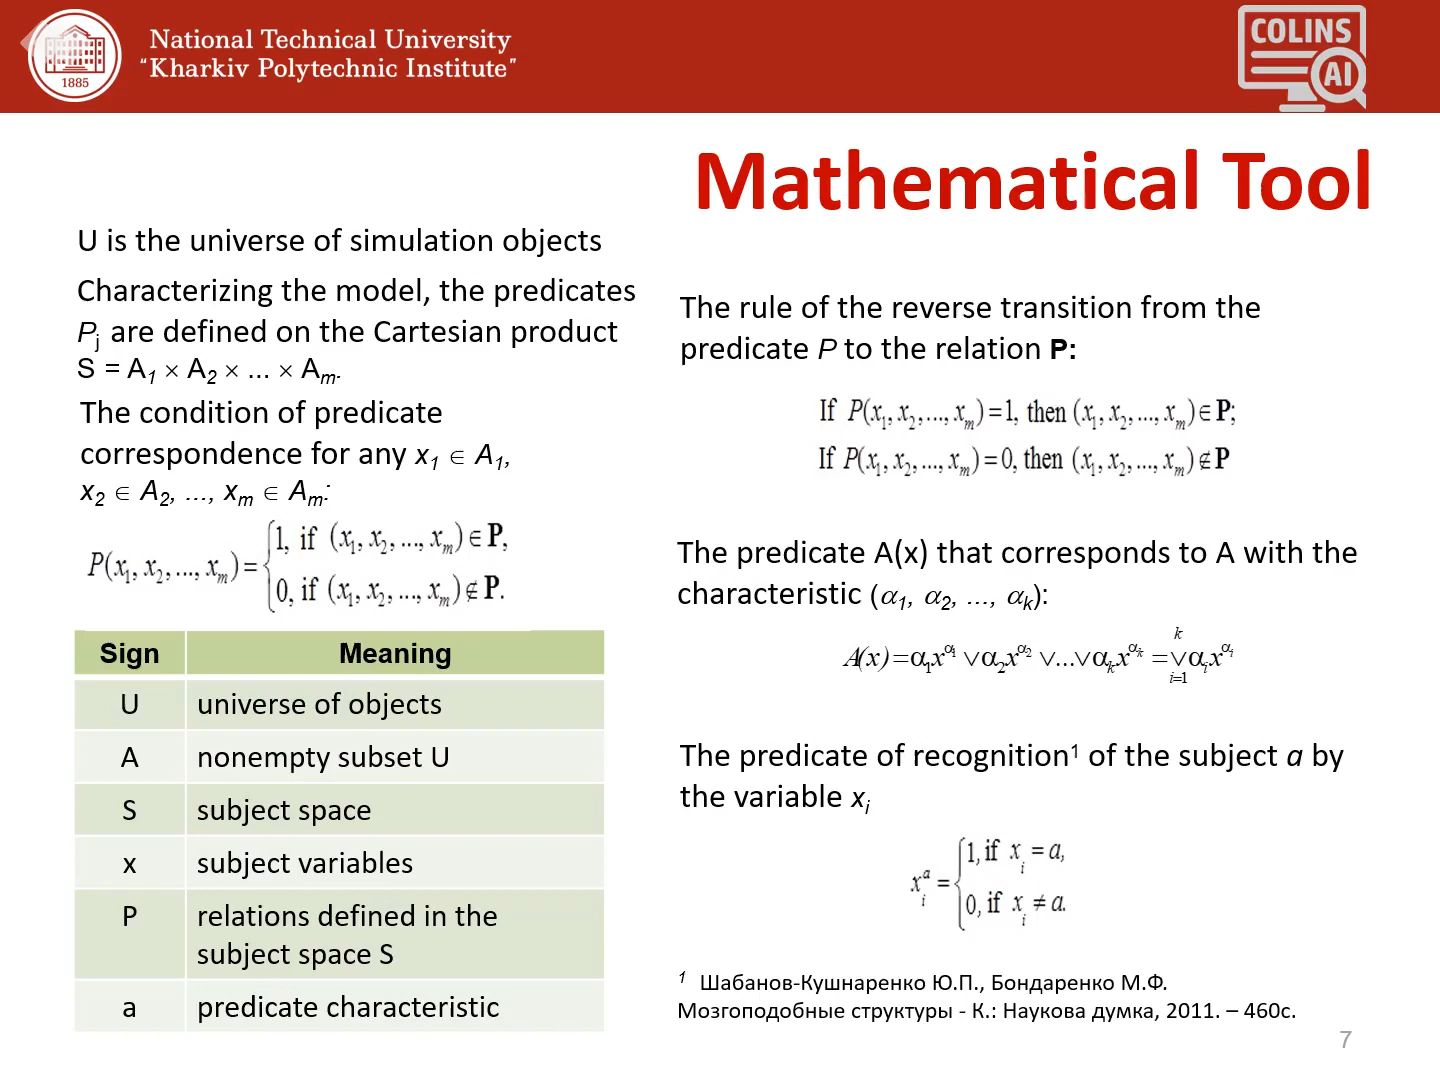 National Technical University
“Kharkiv Polytechnic Institute”
1885
COLINS
AI
Mathematical Tool
U is the universe of simulation objects
Characterizing the model, the predicates
Pj are defined on the Cartesian product
S = A1 × A2 × ... × Am.
The condition of predicate
correspondence for any x1 ∈ A1,
x2 ∈ A2, ..., xm ∈ Am:
P(x1, x2, ..., xm) = {1, if (x1, x2, ..., xm) ∈ P,
0, if (x1, x2, ..., xm) ∉ P.
Sign Meaning
U universe of objects
A nonempty subset U
S subject space
x subject variables
P relations defined in the
subject space S
a predicate characteristic
The rule of the reverse transition from the
predicate P to the relation P:
If P(x1, x2, ..., xm) = 1, then (x1, x2, ..., xm) ∈ P;
If P(x1, x2, ..., xm) = 0, then (x1, x2, ..., xm) ∉ P
The predicate A(x) that corresponds to A with the
characteristic (α1, α2, ..., αk):
A(x) = α1x^α1 ∨ α2x^α2 ∨ ... ∨ αkx^αk = ∨_{i=1}^{k} αix^αi
The predicate of recognition1 of the subject a by
the variable xi
xi^a = {1, if xi = a,
0, if xi ≠ a.
1 Шабанов-Кушнаренко Ю.П., Бондаренко М.Ф.
Мозгоподобные структуры - К.: Наукова думка, 2011. – 460с.
7